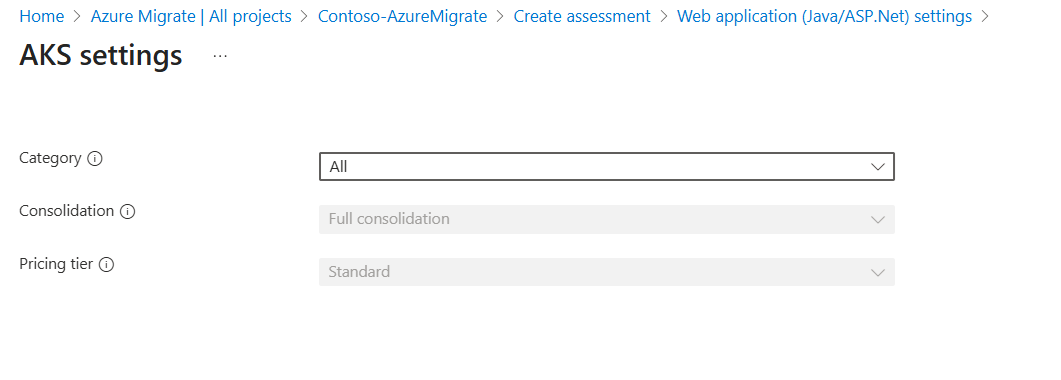 Home > Azure Migrate | All projects > Contoso-AzureMigrate > Create assessment > Web application (Java/ASP.Net) settings >
AKS settings ...
Category
All
Consolidation
Full consolidation
Pricing tier
Standard